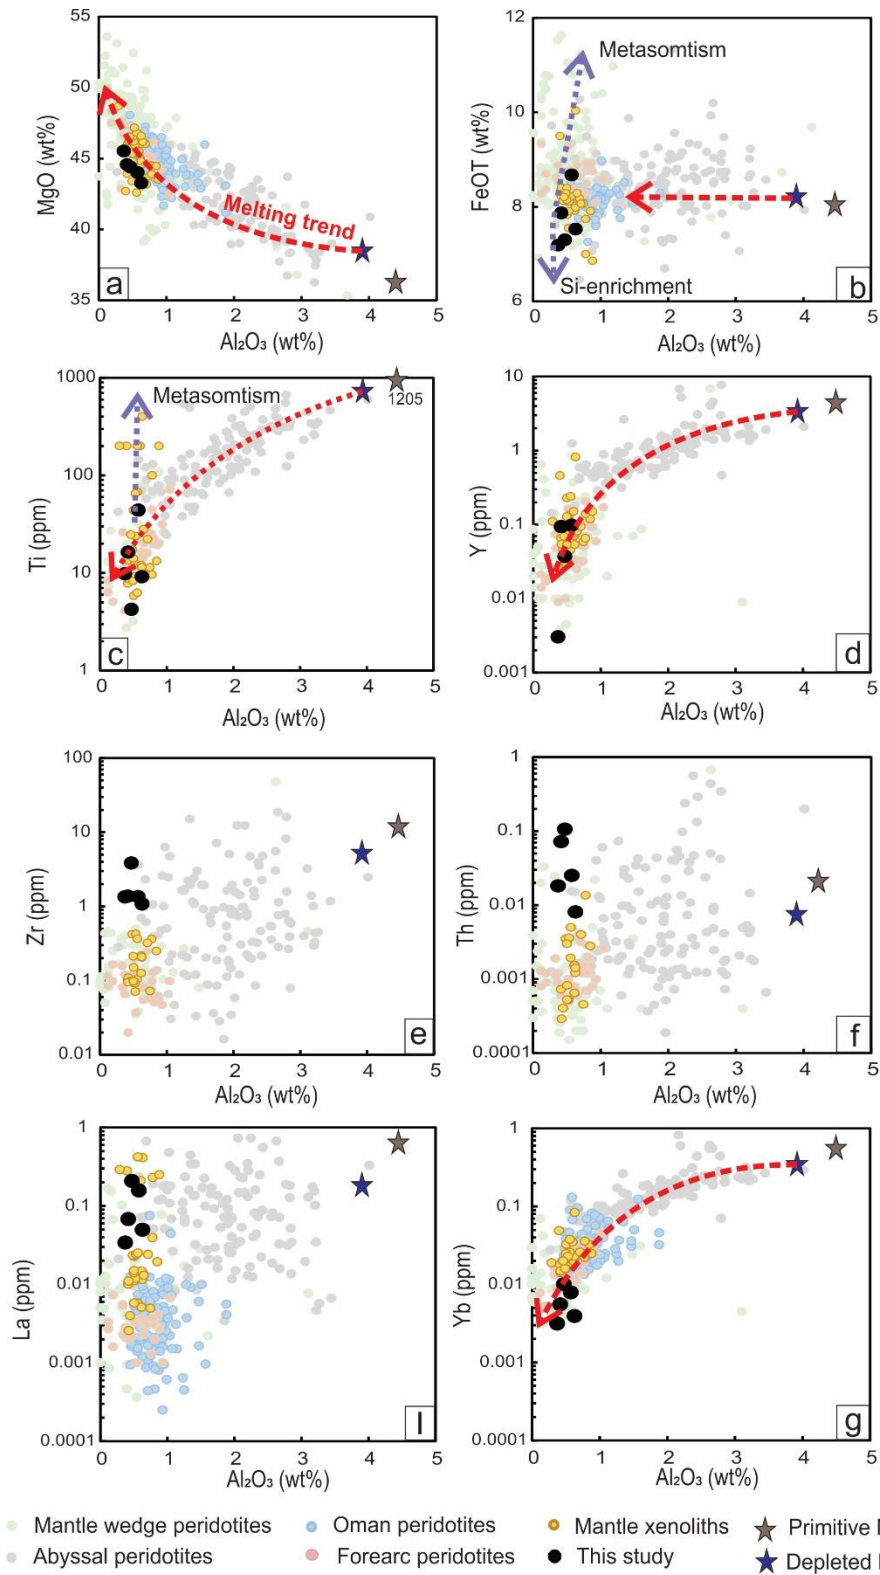 55
50
45
40
35
MgO (wt%)
Melting trend
a
0 1 2 3 4 5
Al₂O₃ (wt%)
12
10
8
6
FeOT (wt%)
Metasomtism
Si-enrichment
b
0 1 2 3 4 5
Al₂O₃ (wt%)
1000
100
10
1
Ti (ppm)
Metasomtism
1205
c
0 1 2 3 4 5
Al₂O₃ (wt%)
10
1
0.1
0.01
0.001
Y (ppm)
d
0 1 2 3 4 5
Al₂O₃ (wt%)
100
10
1
0.1
0.01
Zr (ppm)
e
0 1 2 3 4 5
Al₂O₃ (wt%)
1
0.1
0.01
0.001
0.0001
Th (ppm)
f
0 1 2 3 4 5
Al₂O₃ (wt%)
1
0.1
0.01
0.001
0.0001
La (ppm)
I
0 1 2 3 4 5
Al₂O₃ (wt%)
1
0.1
0.01
0.001
0.0001
Yb (ppm)
g
0 1 2 3 4 5
Al₂O₃ (wt%)
Mantle wedge peridotites Oman peridotites Mantle xenoliths Primitive
Abyssal peridotites Forearc peridotites This study Depleted